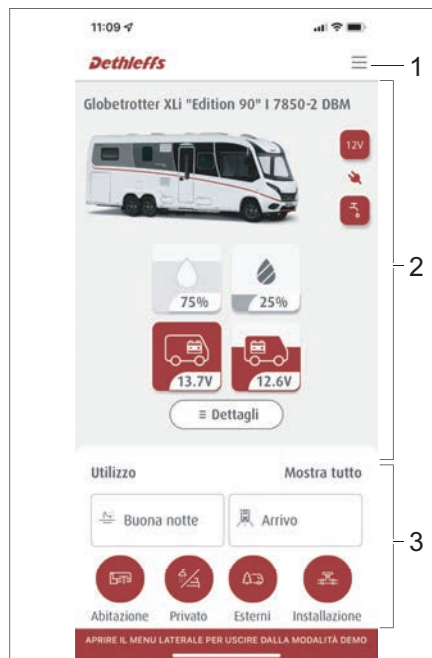 11:09
Dethleffs
1
Globetrotter XLi "Edition 90" I 7850-2 DBM
12V
2
75%
25%
13.7V
12.6V
Dettagli
Utilizzo Mostra tutto
Buona notte Arrivo
3
Abitazione Privato Esterni Installazione
APRIRE IL MENU LATERALE PER USCIRE DALLA MODALITÀ DEMO